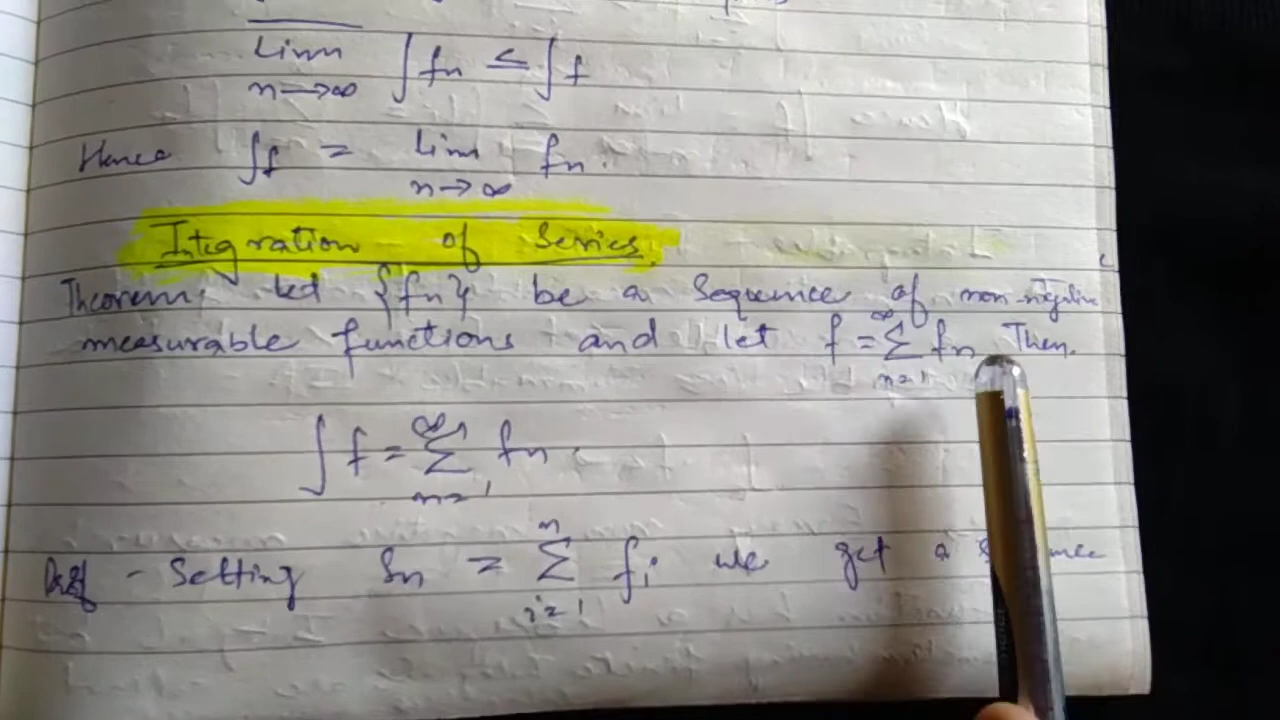 Lim ∫fn ≤ ∫f
n→∞
Hence ∫f = Lim fn.
n→∞
Integration of Series.
Theorem, Let {fn} be a Sequence of non-negative
measurable functions and let f = ∞∑n=1 fn Then.
∫f = ∞∑n=1 fn.
- Setting Sn = n∑i=1 fi we get a